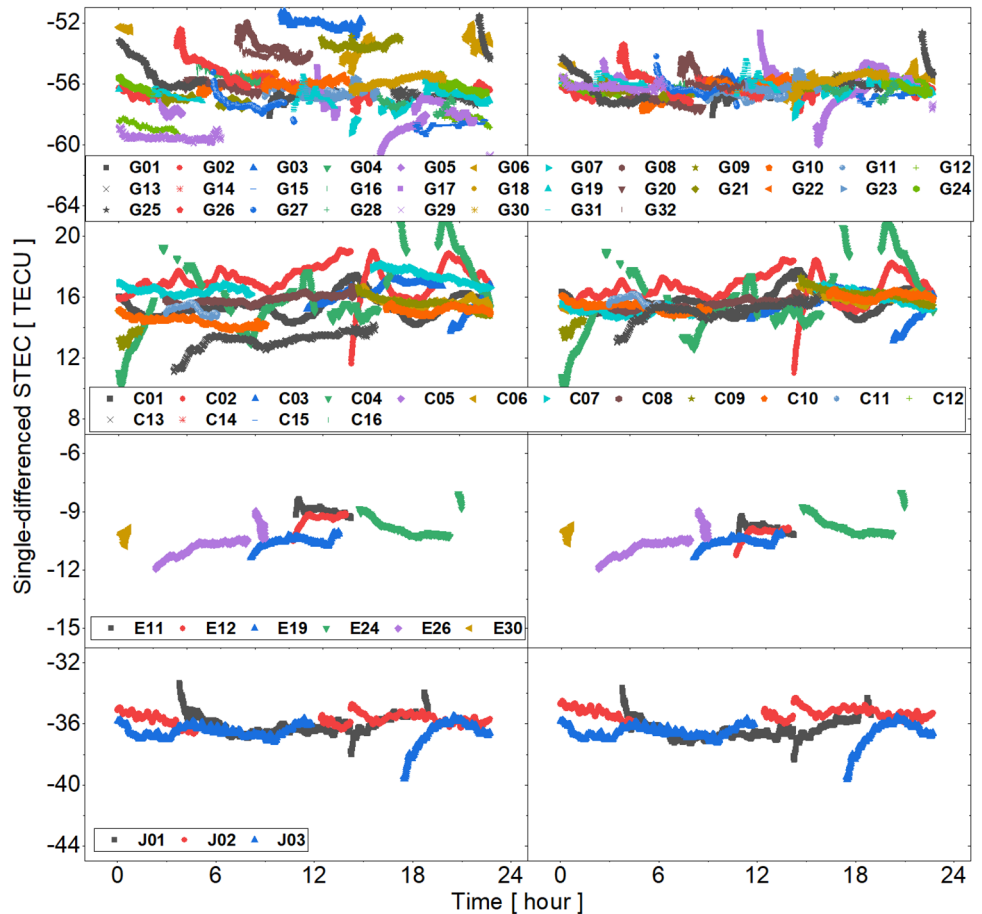 -52
-56
-60
G01 G02 G03 G04 G05 G06 G07 G08 G09 G10 G11 G12
G13 G14 G15 G16 G17 G18 G19 G20 G21 G22 G23 G24
G25 G26 G27 G28 G29 G30 G31 G32
-64
20
16
12
C01 C02 C03 C04 C05 C06 C07 C08 C09 C10 C11 C12
C13 C14 C15 C16
8
-6
-9
-12
E11 E12 E19 E24 E26 E30
-15
-32
-36
-40
J01 J02 J03
-44
0 6 12 18 24 0 6 12 18 24
Time [ hour ]
Single-differenced STEC [ TECU ]